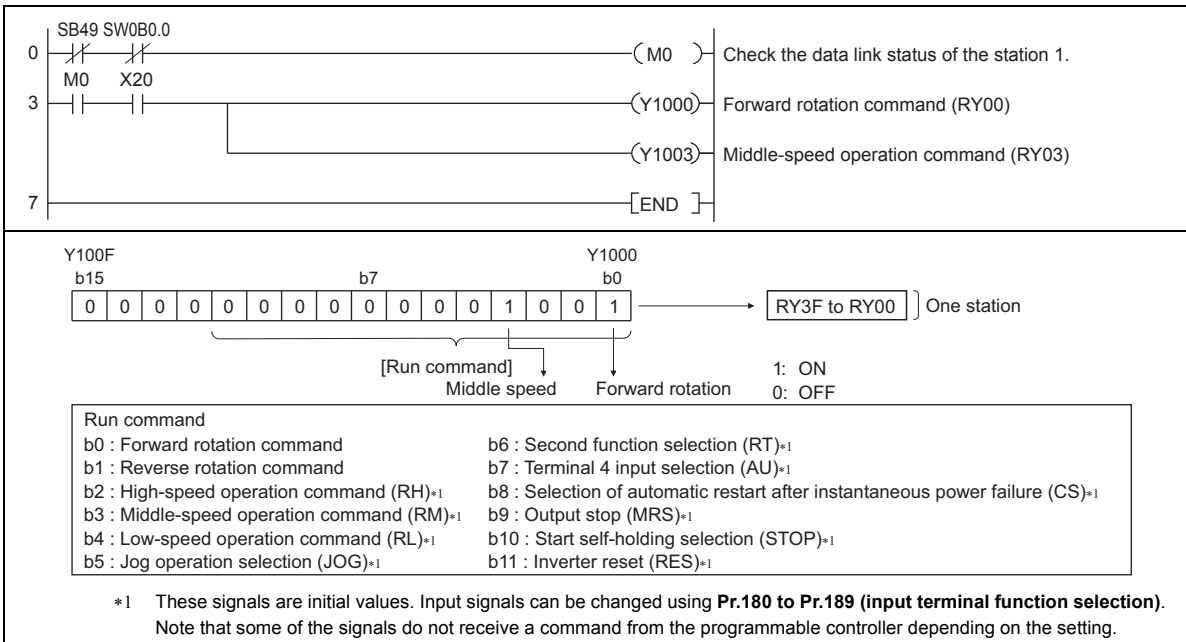 SB49 SW0B0.0
0 M0 Check the data link status of the station 1.
M0 X20
3 Y1000 Forward rotation command (RY00)
Y1003 Middle-speed operation command (RY03)
7 END
Y100F Y1000
b15 b7 b0
0 0 0 0 0 0 0 0 0 0 0 0 1 0 0 1 RY3F to RY00 One station
[Run command] 1: ON
Middle speed Forward rotation 0: OFF
Run command
b0 : Forward rotation command b6 : Second function selection (RT)*1
b1 : Reverse rotation command b7 : Terminal 4 input selection (AU)*1
b2 : High-speed operation command (RH)*1 b8 : Selection of automatic restart after instantaneous power failure (CS)*1
b3 : Middle-speed operation command (RM)*1 b9 : Output stop (MRS)*1
b4 : Low-speed operation command (RL)*1 b10 : Start self-holding selection (STOP)*1
b5 : Jog operation selection (JOG)*1 b11 : Inverter reset (RES)*1
*1 These signals are initial values. Input signals can be changed using Pr.180 to Pr.189 (input terminal function selection).
Note that some of the signals do not receive a command from the programmable controller depending on the setting.